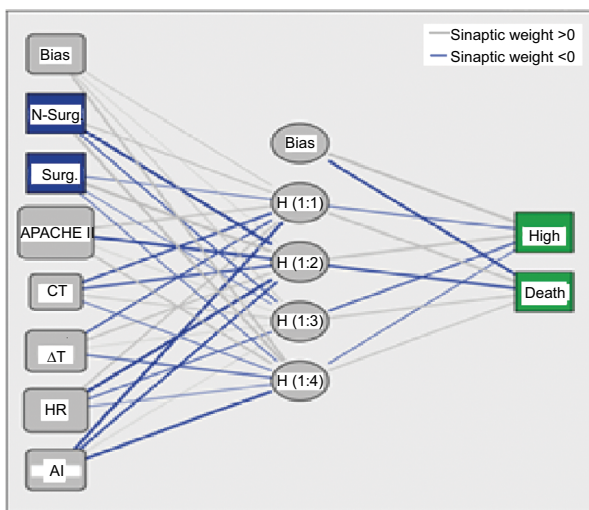 Sinaptic weight >0
Sinaptic weight <0
Bias
N-Surg.
Surg.
APACHE II
CT
ΔT
HR
AI
Bias
H (1:1)
H (1:2)
H (1:3)
H (1:4)
High
Death